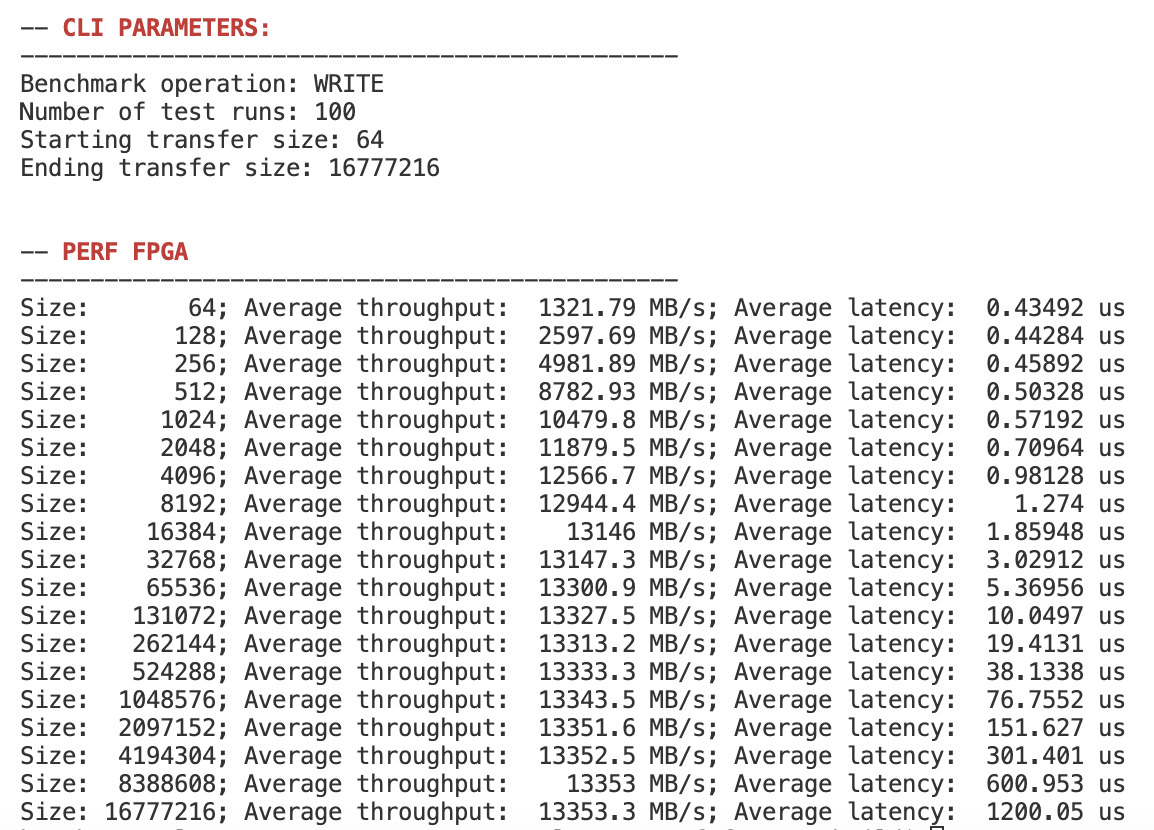 -- CLI PARAMETERS:
-----------------------------------------------
Benchmark operation: WRITE
Number of test runs: 100
Starting transfer size: 64
Ending transfer size: 16777216
-- PERF FPGA
-----------------------------------------------
Size:       64; Average throughput:  1321.79 MB/s; Average latency:  0.43492 us
Size:      128; Average throughput:  2597.69 MB/s; Average latency:  0.44284 us
Size:      256; Average throughput:  4981.89 MB/s; Average latency:  0.45892 us
Size:      512; Average throughput:  8782.93 MB/s; Average latency:  0.50328 us
Size:     1024; Average throughput:  10479.8 MB/s; Average latency:  0.57192 us
Size:     2048; Average throughput:  11879.5 MB/s; Average latency:  0.70964 us
Size:     4096; Average throughput:  12566.7 MB/s; Average latency:  0.98128 us
Size:     8192; Average throughput:  12944.4 MB/s; Average latency:    1.274 us
Size:    16384; Average throughput:    13146 MB/s; Average latency:  1.85948 us
Size:    32768; Average throughput:  13147.3 MB/s; Average latency:  3.02912 us
Size:    65536; Average throughput:  13300.9 MB/s; Average latency:  5.36956 us
Size:   131072; Average throughput:  13327.5 MB/s; Average latency:  10.0497 us
Size:   262144; Average throughput:  13313.2 MB/s; Average latency:  19.4131 us
Size:   524288; Average throughput:  13333.3 MB/s; Average latency:  38.1338 us
Size:  1048576; Average throughput:  13343.5 MB/s; Average latency:  76.7552 us
Size:  2097152; Average throughput:  13351.6 MB/s; Average latency:  151.627 us
Size:  4194304; Average throughput:  13352.5 MB/s; Average latency:  301.401 us
Size:  8388608; Average throughput:    13353 MB/s; Average latency:  600.953 us
Size: 16777216; Average throughput:  13353.3 MB/s; Average latency:  1200.05 us